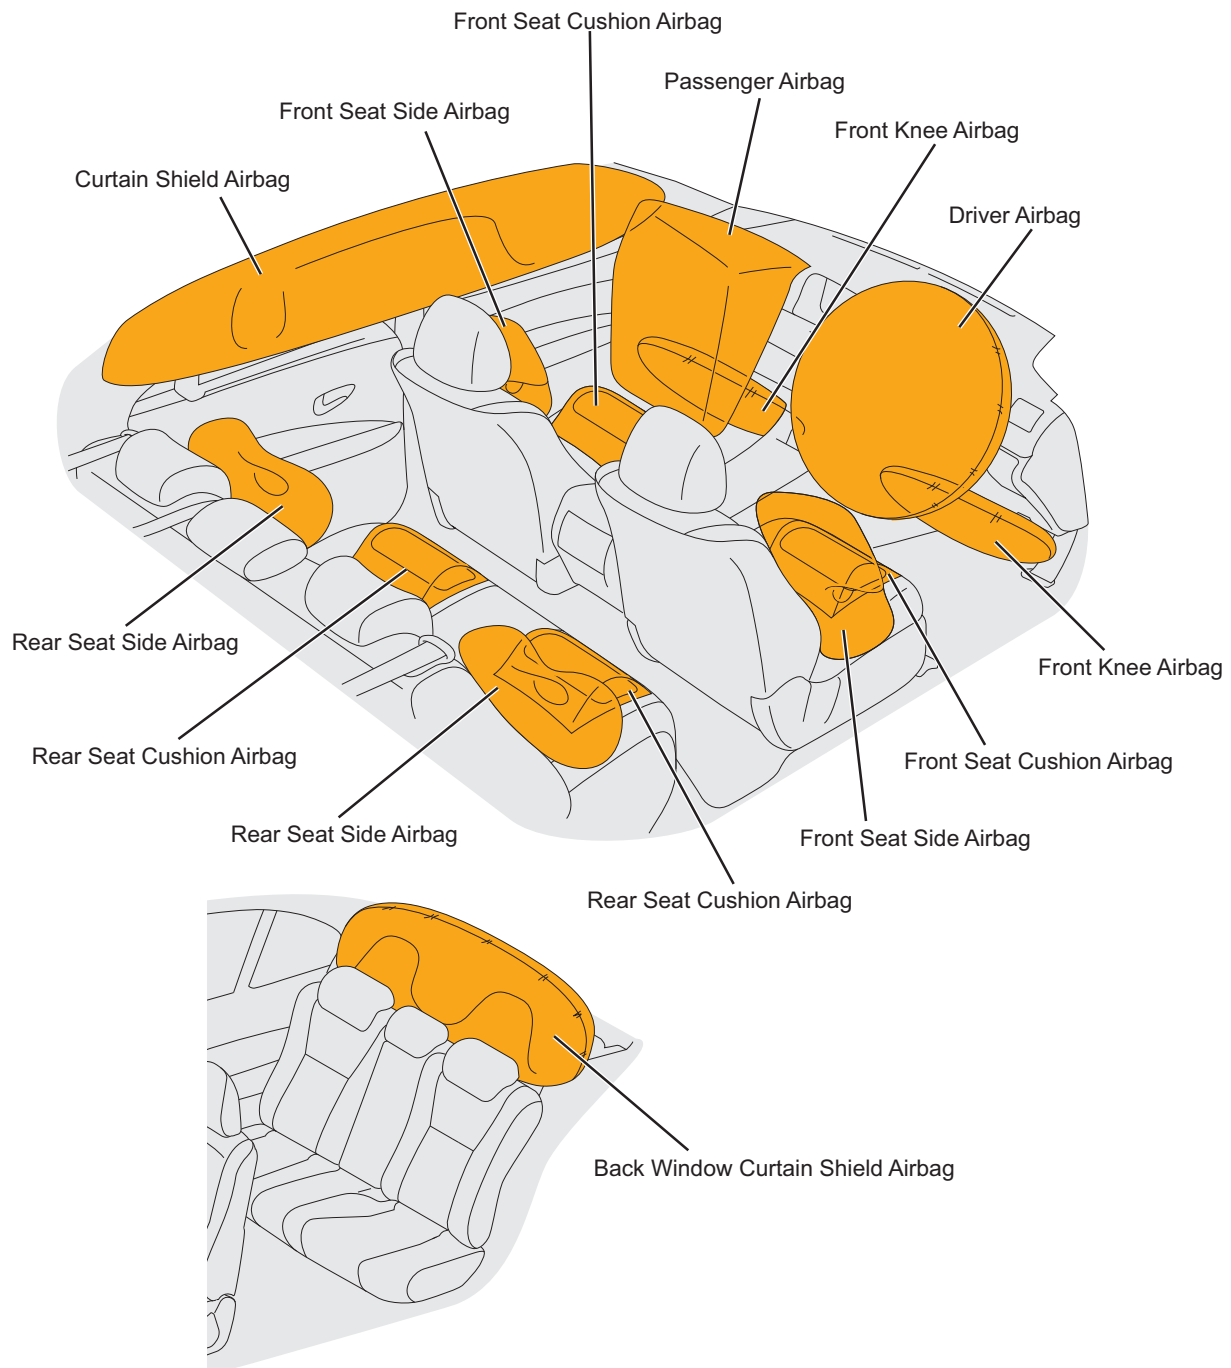 Front Seat Cushion Airbag
Passenger Airbag
Front Seat Side Airbag
Front Knee Airbag
Curtain Shield Airbag
Driver Airbag
Rear Seat Side Airbag
Front Knee Airbag
Rear Seat Cushion Airbag
Front Seat Cushion Airbag
Rear Seat Side Airbag
Front Seat Side Airbag
Rear Seat Cushion Airbag
Back Window Curtain Shield Airbag